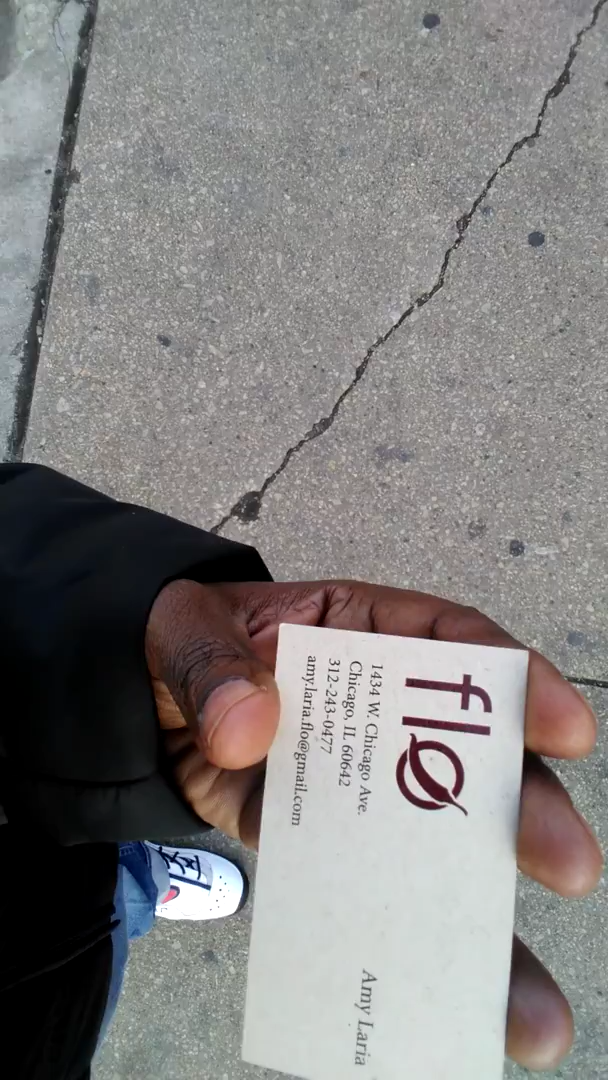 flo
1434 W. Chicago Ave.
Chicago, IL 60642
312-243-0477
amy.laria.flo@gmail.com
Amy Laria